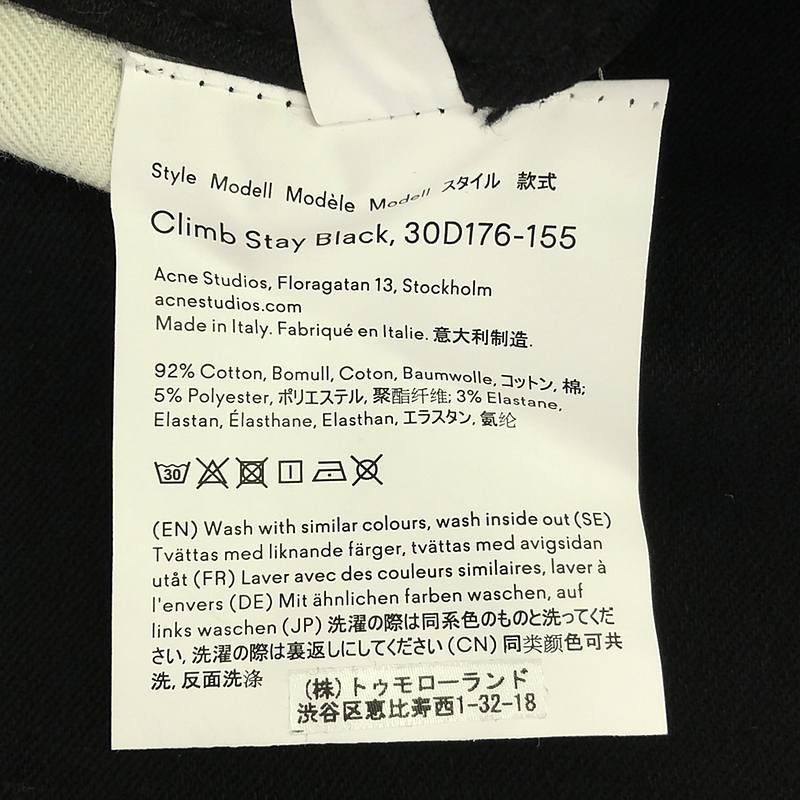 Style Modell Modèle Modell スタイル 款式
Climb Stay Black, 30D176-155
Acne Studios, Floragatan 13, Stockholm
acnestudios.com
Made in Italy. Fabriqué en Italie. 意大利制造.
92% Cotton, Bomull, Coton, Baumwolle, コットン, 棉;
5% Polyester, ポリエステル, 聚酯纤维; 3% Elastane,
Elastan, Élasthane, Elasthan, エラスタン, 氨纶
30
(EN) Wash with similar colours, wash inside out (SE)
Tvättas med liknande färger, tvättas med avigsidan
utåt (FR) Laver avec des couleurs similaires, laver à
l'envers (DE) Mit ähnlichen farben waschen, auf
links waschen (JP) 洗濯の際は同系色のものと洗ってくだ
さい, 洗濯の際は裏返しにしてください (CN) 同类颜色可共
洗, 反面洗涤
(株)トゥモローランド
渋谷区恵比寿西1-32-18